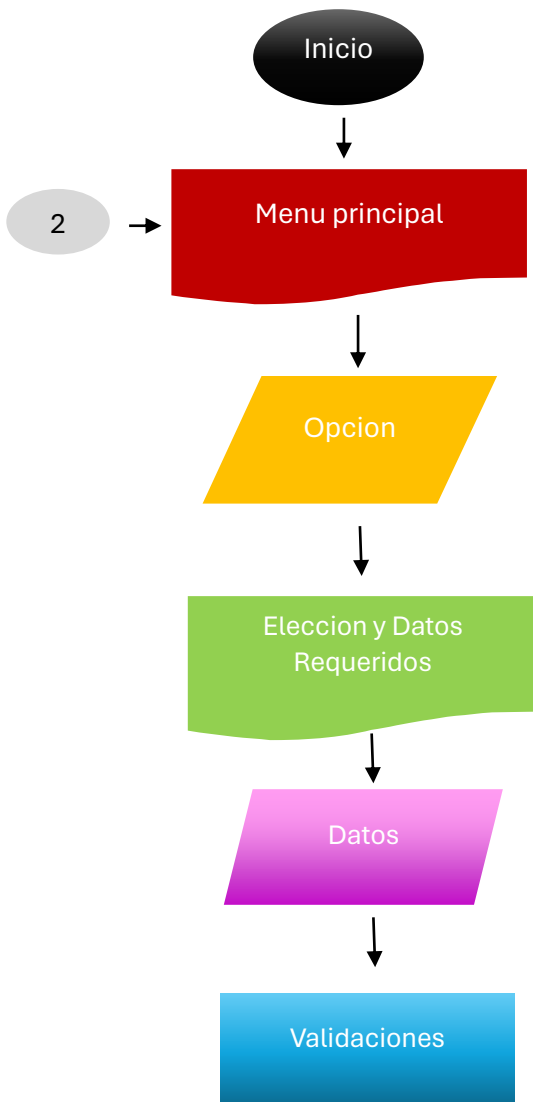 Inicio
2
Menu principal
Opcion
Eleccion y Datos
Requeridos
Datos
Validaciones